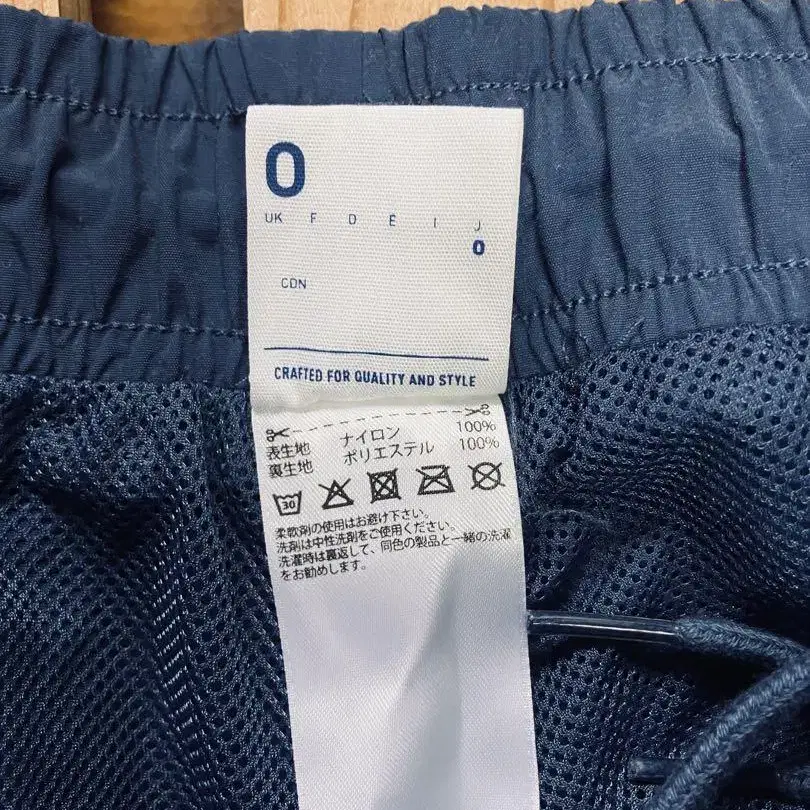 O
UK F D E I J
O
CDN
CRAFTED FOR QUALITY AND STYLE
表生地 ナイロン 100%
裏生地 ポリエステル 100%
30
柔軟剤の使用はお避け下さい。
洗剤は中性洗剤をご使用ください。
洗濯時は裏返して、同色の製品と一緒の洗濯
をお勧めします。